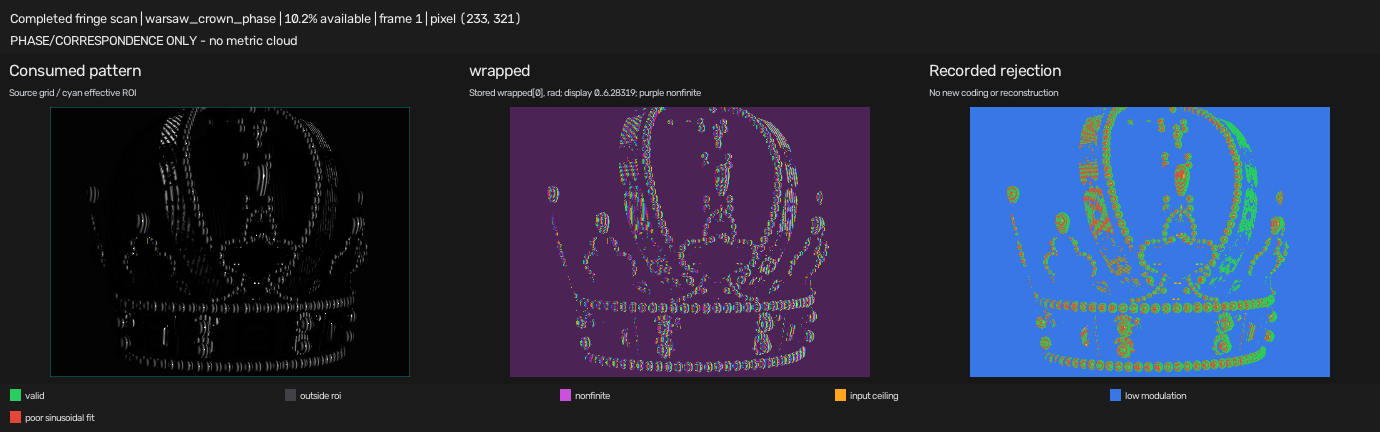 Completed fringe scan | warsaw_crown_phase | 10.2% available | frame 1 | pixel (233, 321)
PHASE/CORRESPONDENCE ONLY - no metric cloud
Consumed pattern
Source grid / cyan effective ROI
wrapped
Stored wrapped[0], rad; display 0..6.28319; purple nonfinite
Recorded rejection
No new coding or reconstruction
valid
outside roi
nonfinite
input ceiling
low modulation
poor sinusoidal fit